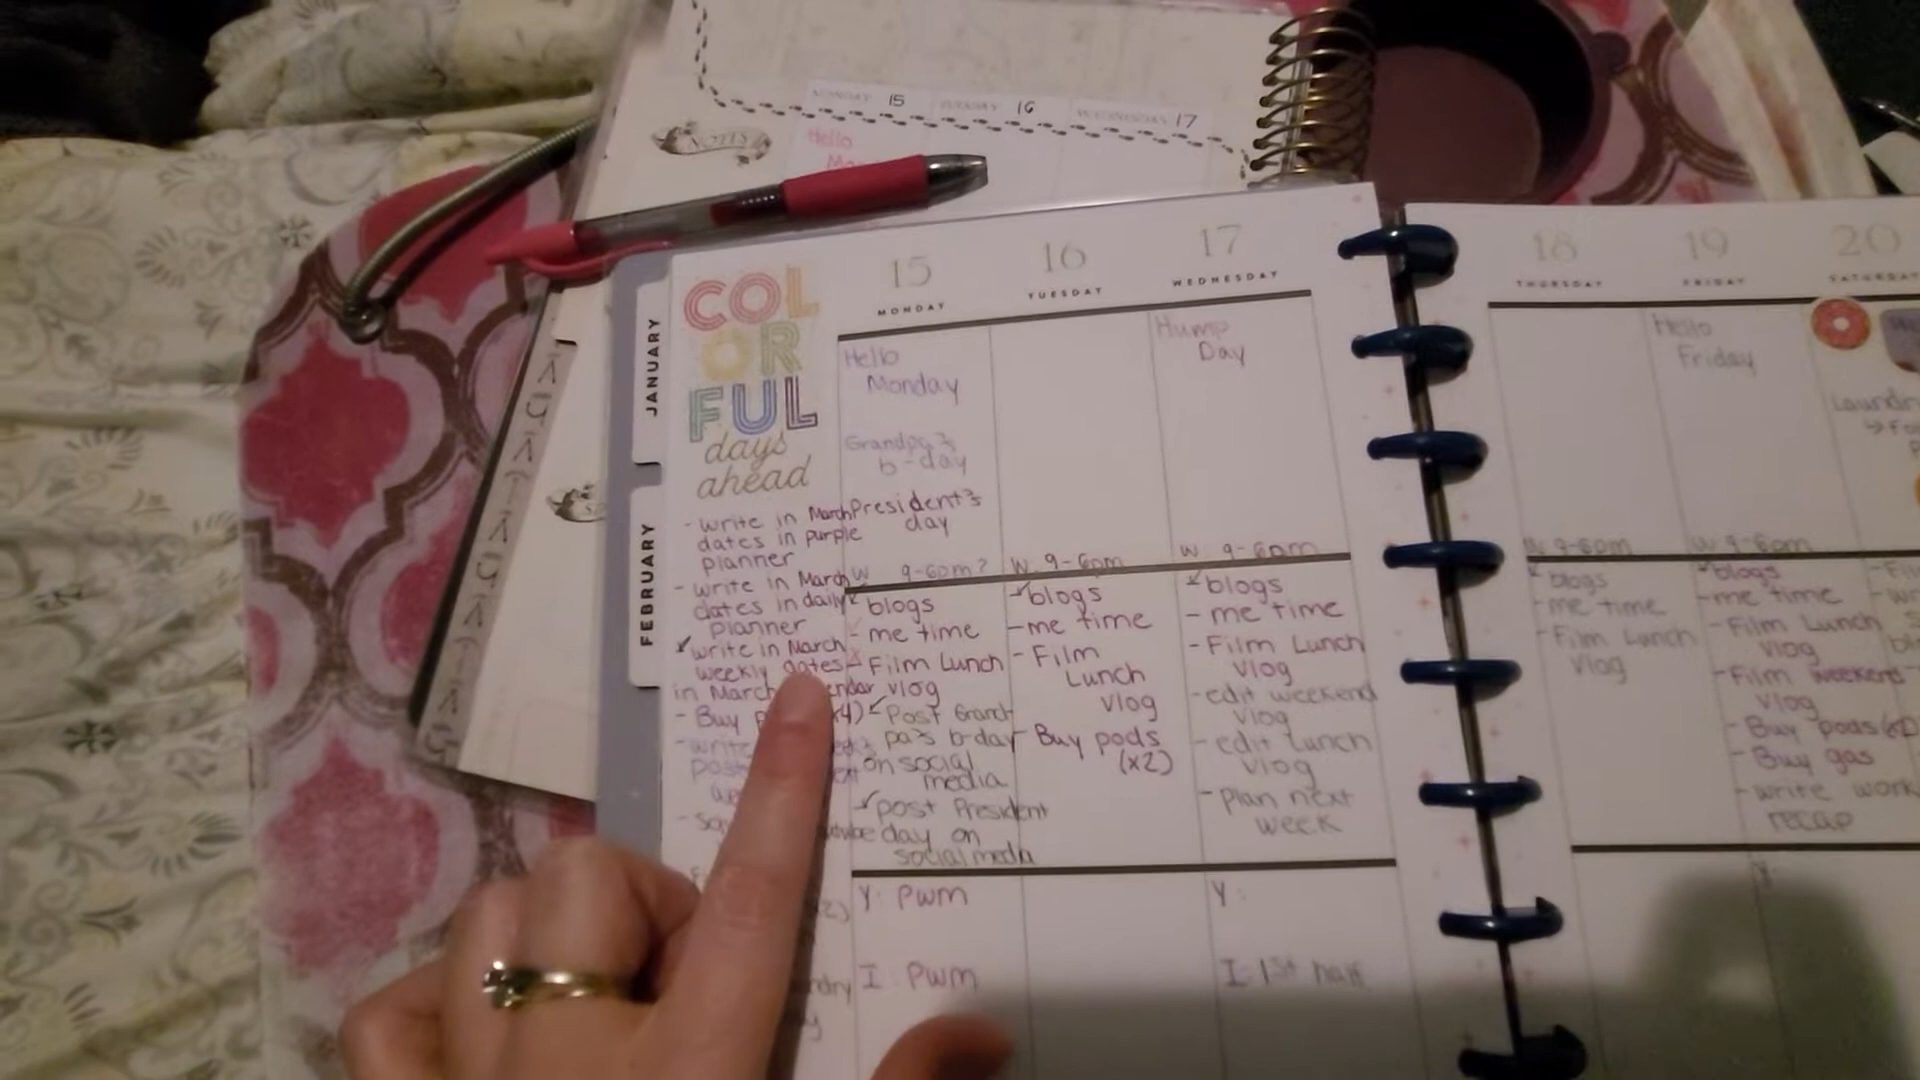 MONDAY 15
TUESDAY 16
WEDNESDAY 17
NOTES
Hello
JANUARY
FEBRUARY
COL
OR
FUL
days
ahead
- write in March
dates in purple
planner
- write in March
dates in daily
planner
write in March
weekly dates
in March
- Buy
(x4)
- write
15
MONDAY
Hello
Monday
Grandpa's
b-day
President's
day
W 9-6pm?
blogs
- me time
Film Lunch
vlog
Post Grand
pa's b-day
on social
media
post President
day on
social media
Y: PWM
I: PWM
16
TUESDAY
W 9-6pm
blogs
- me time
- Film
Lunch
vlog
- Buy pods
(x2)
17
WEDNESDAY
Hump
Day
W 9-6pm
blogs
- me time
- Film Lunch
vlog
- edit weekend
vlog
- edit lunch
vlog
- plan next
week
Y:
I: 1st half
18
THURSDAY
W 9-6pm
blogs
- me time
- Film Lunch
vlog
19
FRIDAY
Hello
Friday
W 9-6pm
blogs
- me time
- Film Lunch
vlog
- Film weekend
vlog
- Buy pods
- Buy gas
- write work
recap
Y:
20